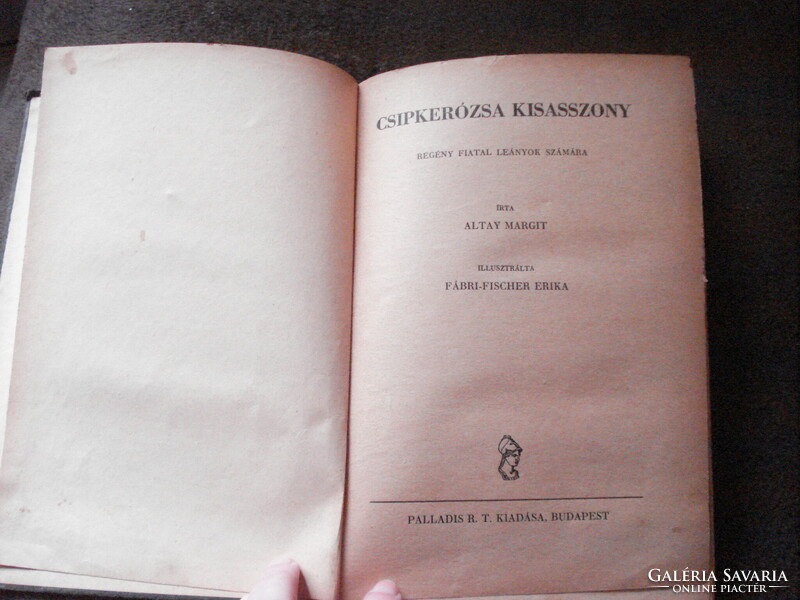 CSIPKERÓZSA KISASSZONY
REGÉNY FIATAL LEÁNYOK SZÁMÁRA
ÍRTA
ALTAY MARGIT
ILLUSZTRÁLTA
FÁBRI-FISCHER ERIKA
PALLADIS R. T. KIADÁSA, BUDAPEST
GALÉRIA SAVARIA
ONLINE PIACTÉR